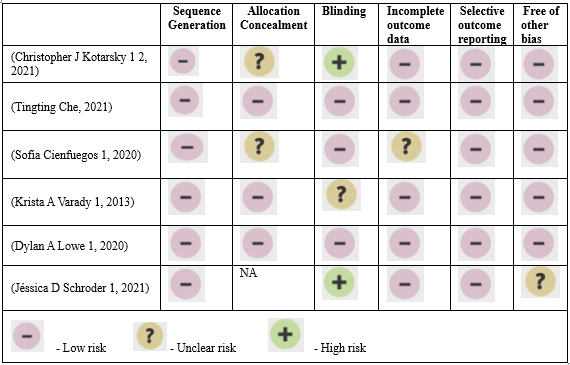 Sequence Generation Allocation Concealment Blinding Incomplete outcome data Selective outcome reporting Free of other bias
(Christopher J Kotarsky 1 2, 2021) - ? + - - -
(Tingting Che, 2021) - - - - - -
(Sofia Cienfuegos 1, 2020) - ? - ? - -
(Krista A Varady 1, 2013) - - ? - - -
(Dylan A Lowe 1, 2020) - - - - - -
(Jéssica D Schroder 1, 2021) - NA + - - ?
- - Low risk ? - Unclear risk + - High risk